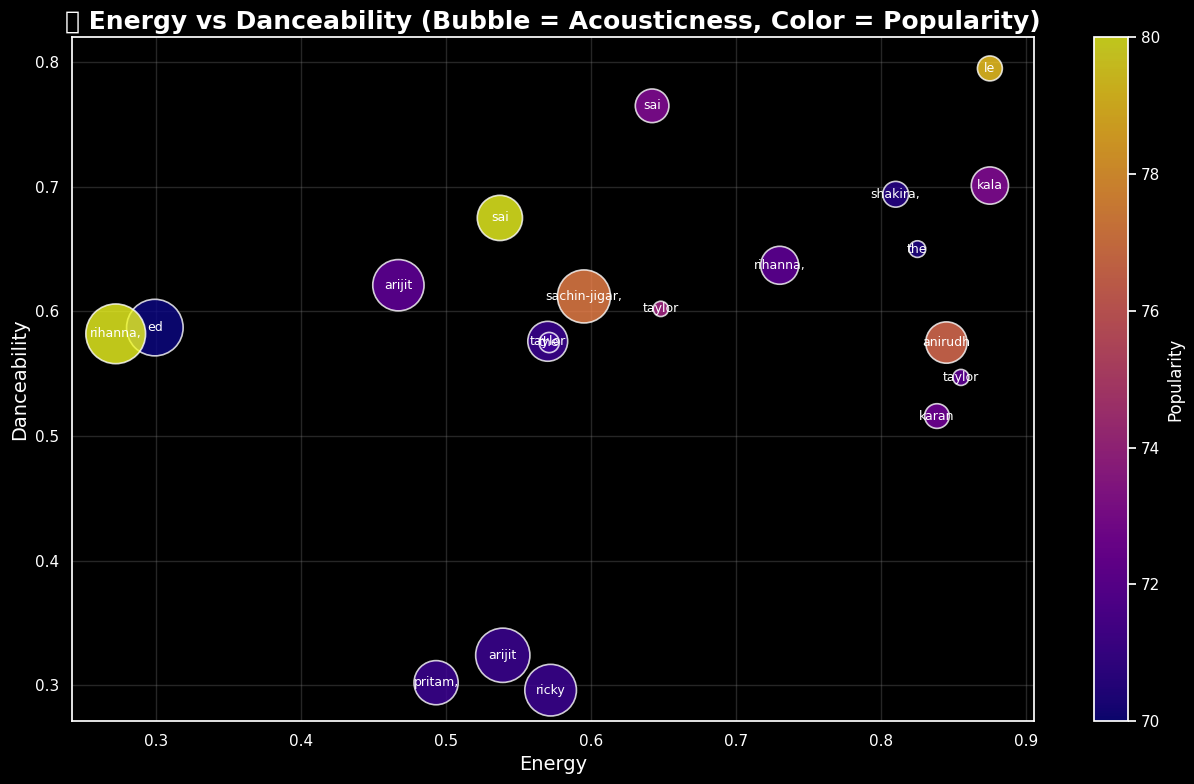 Energy vs Danceability (Bubble = Acousticness, Color = Popularity)
80
0.8
le
sai
78
0.7
kala
shakira,
sai
the
rihanna,
arijit
76
sachin-jigar,
taylor
0.6
rihanna,
ed
taylor
anirudh
taylor
Danceability
Popularity
karan
0.5
74
0.4
72
arijit
pritam,
ricky
0.3
70
0.3 0.4 0.5 0.6 0.7 0.8 0.9
Energy